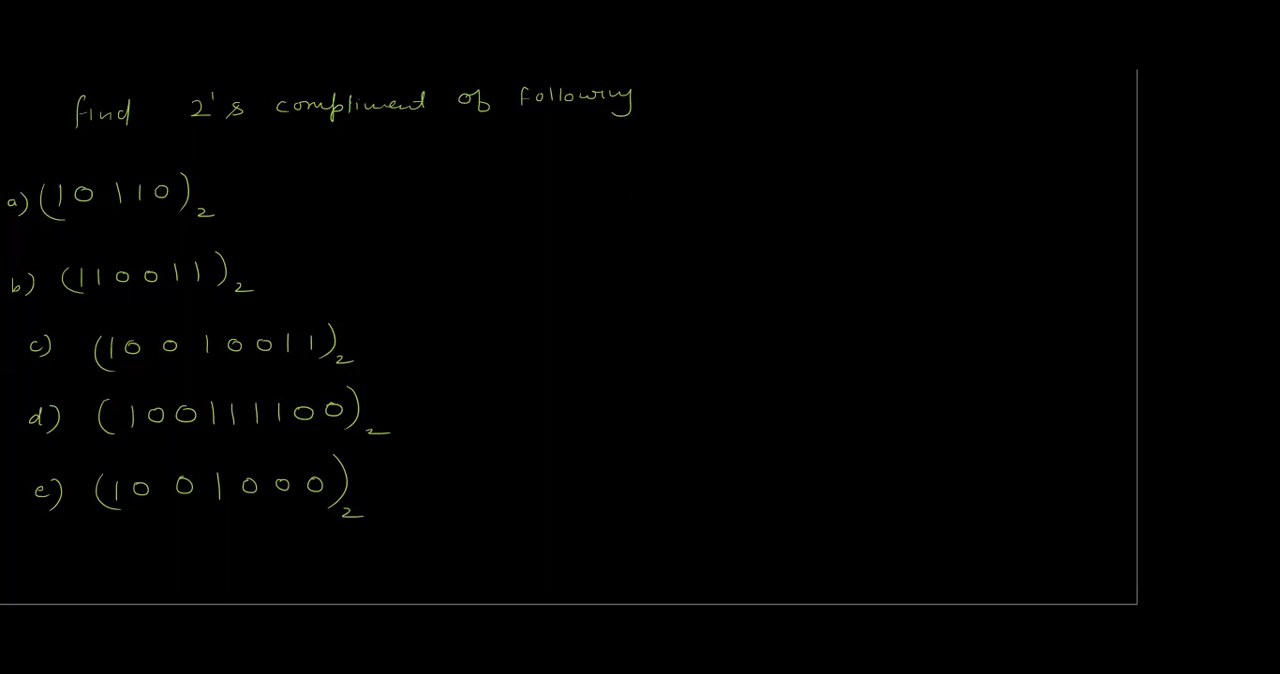 find 2's compliment of following
a) (10110)₂
b) (110011)₂
c) (10010011)₂
d) (100111100)₂
e) (1001000)₂